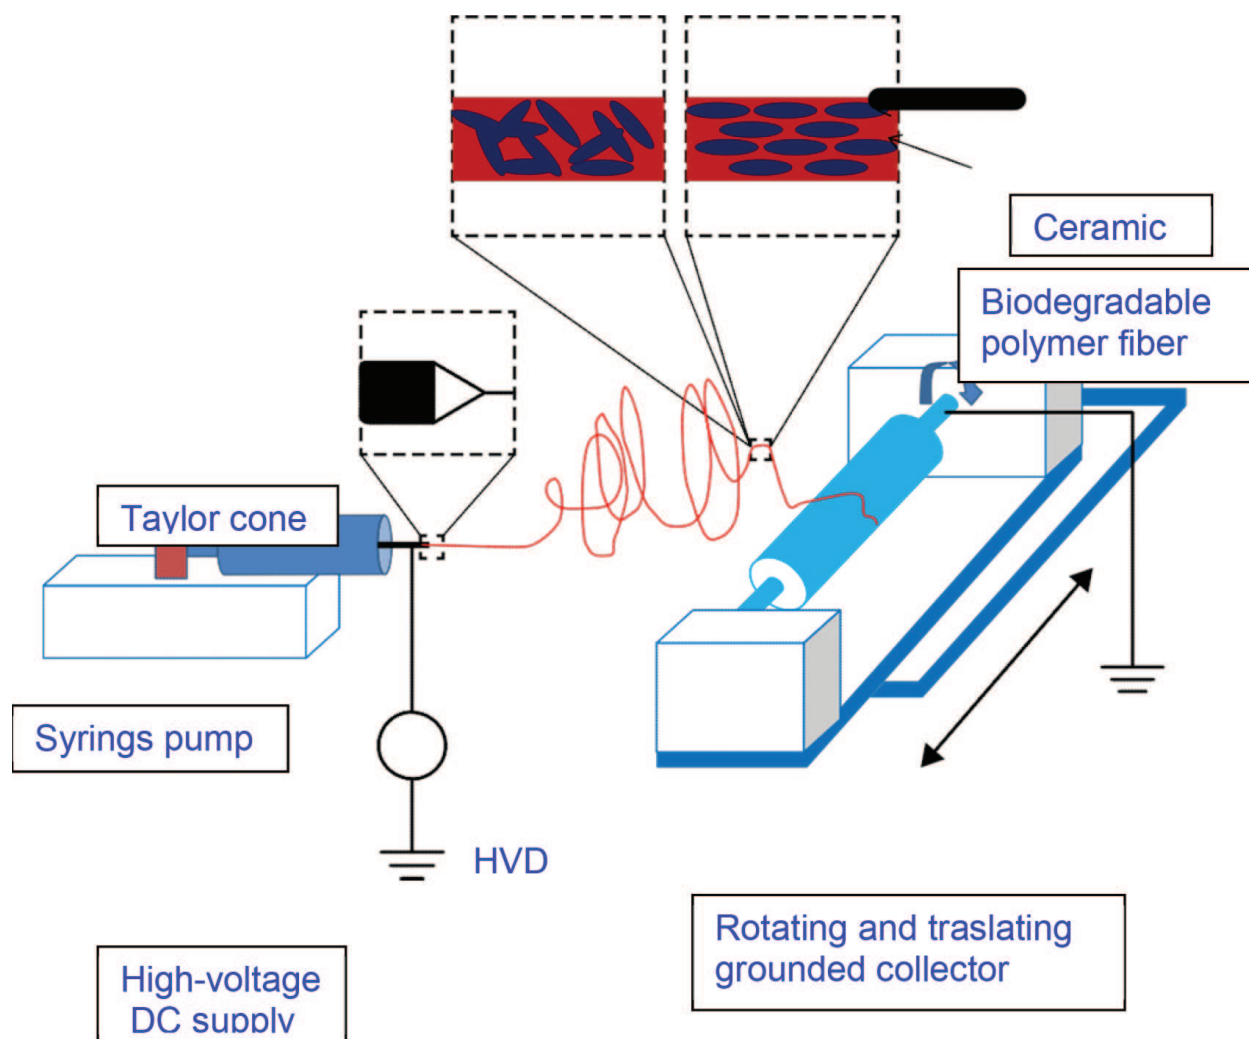 Ceramic
Biodegradable
polymer fiber
Taylor cone
Syrings pump
HVD
Rotating and traslating
grounded collector
High-voltage
DC supply